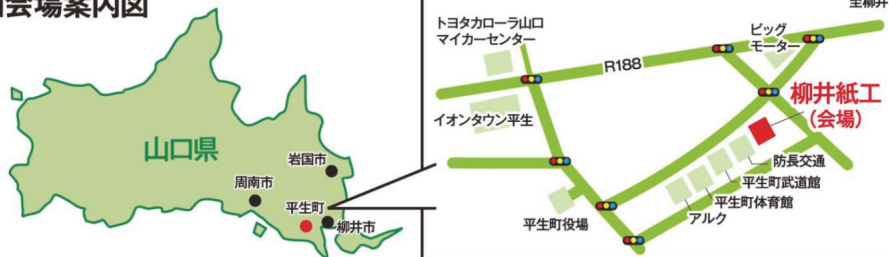 会場案内図
山口県
岩国市
周南市
平生町
柳井市
トヨタカローラ山口
マイカーセンター
イオンタウン平生
R188
ビッグ
モーター
至柳井
柳井紙工
(会場)
防長交通
平生町武道館
平生町体育館
アルク
平生町役場